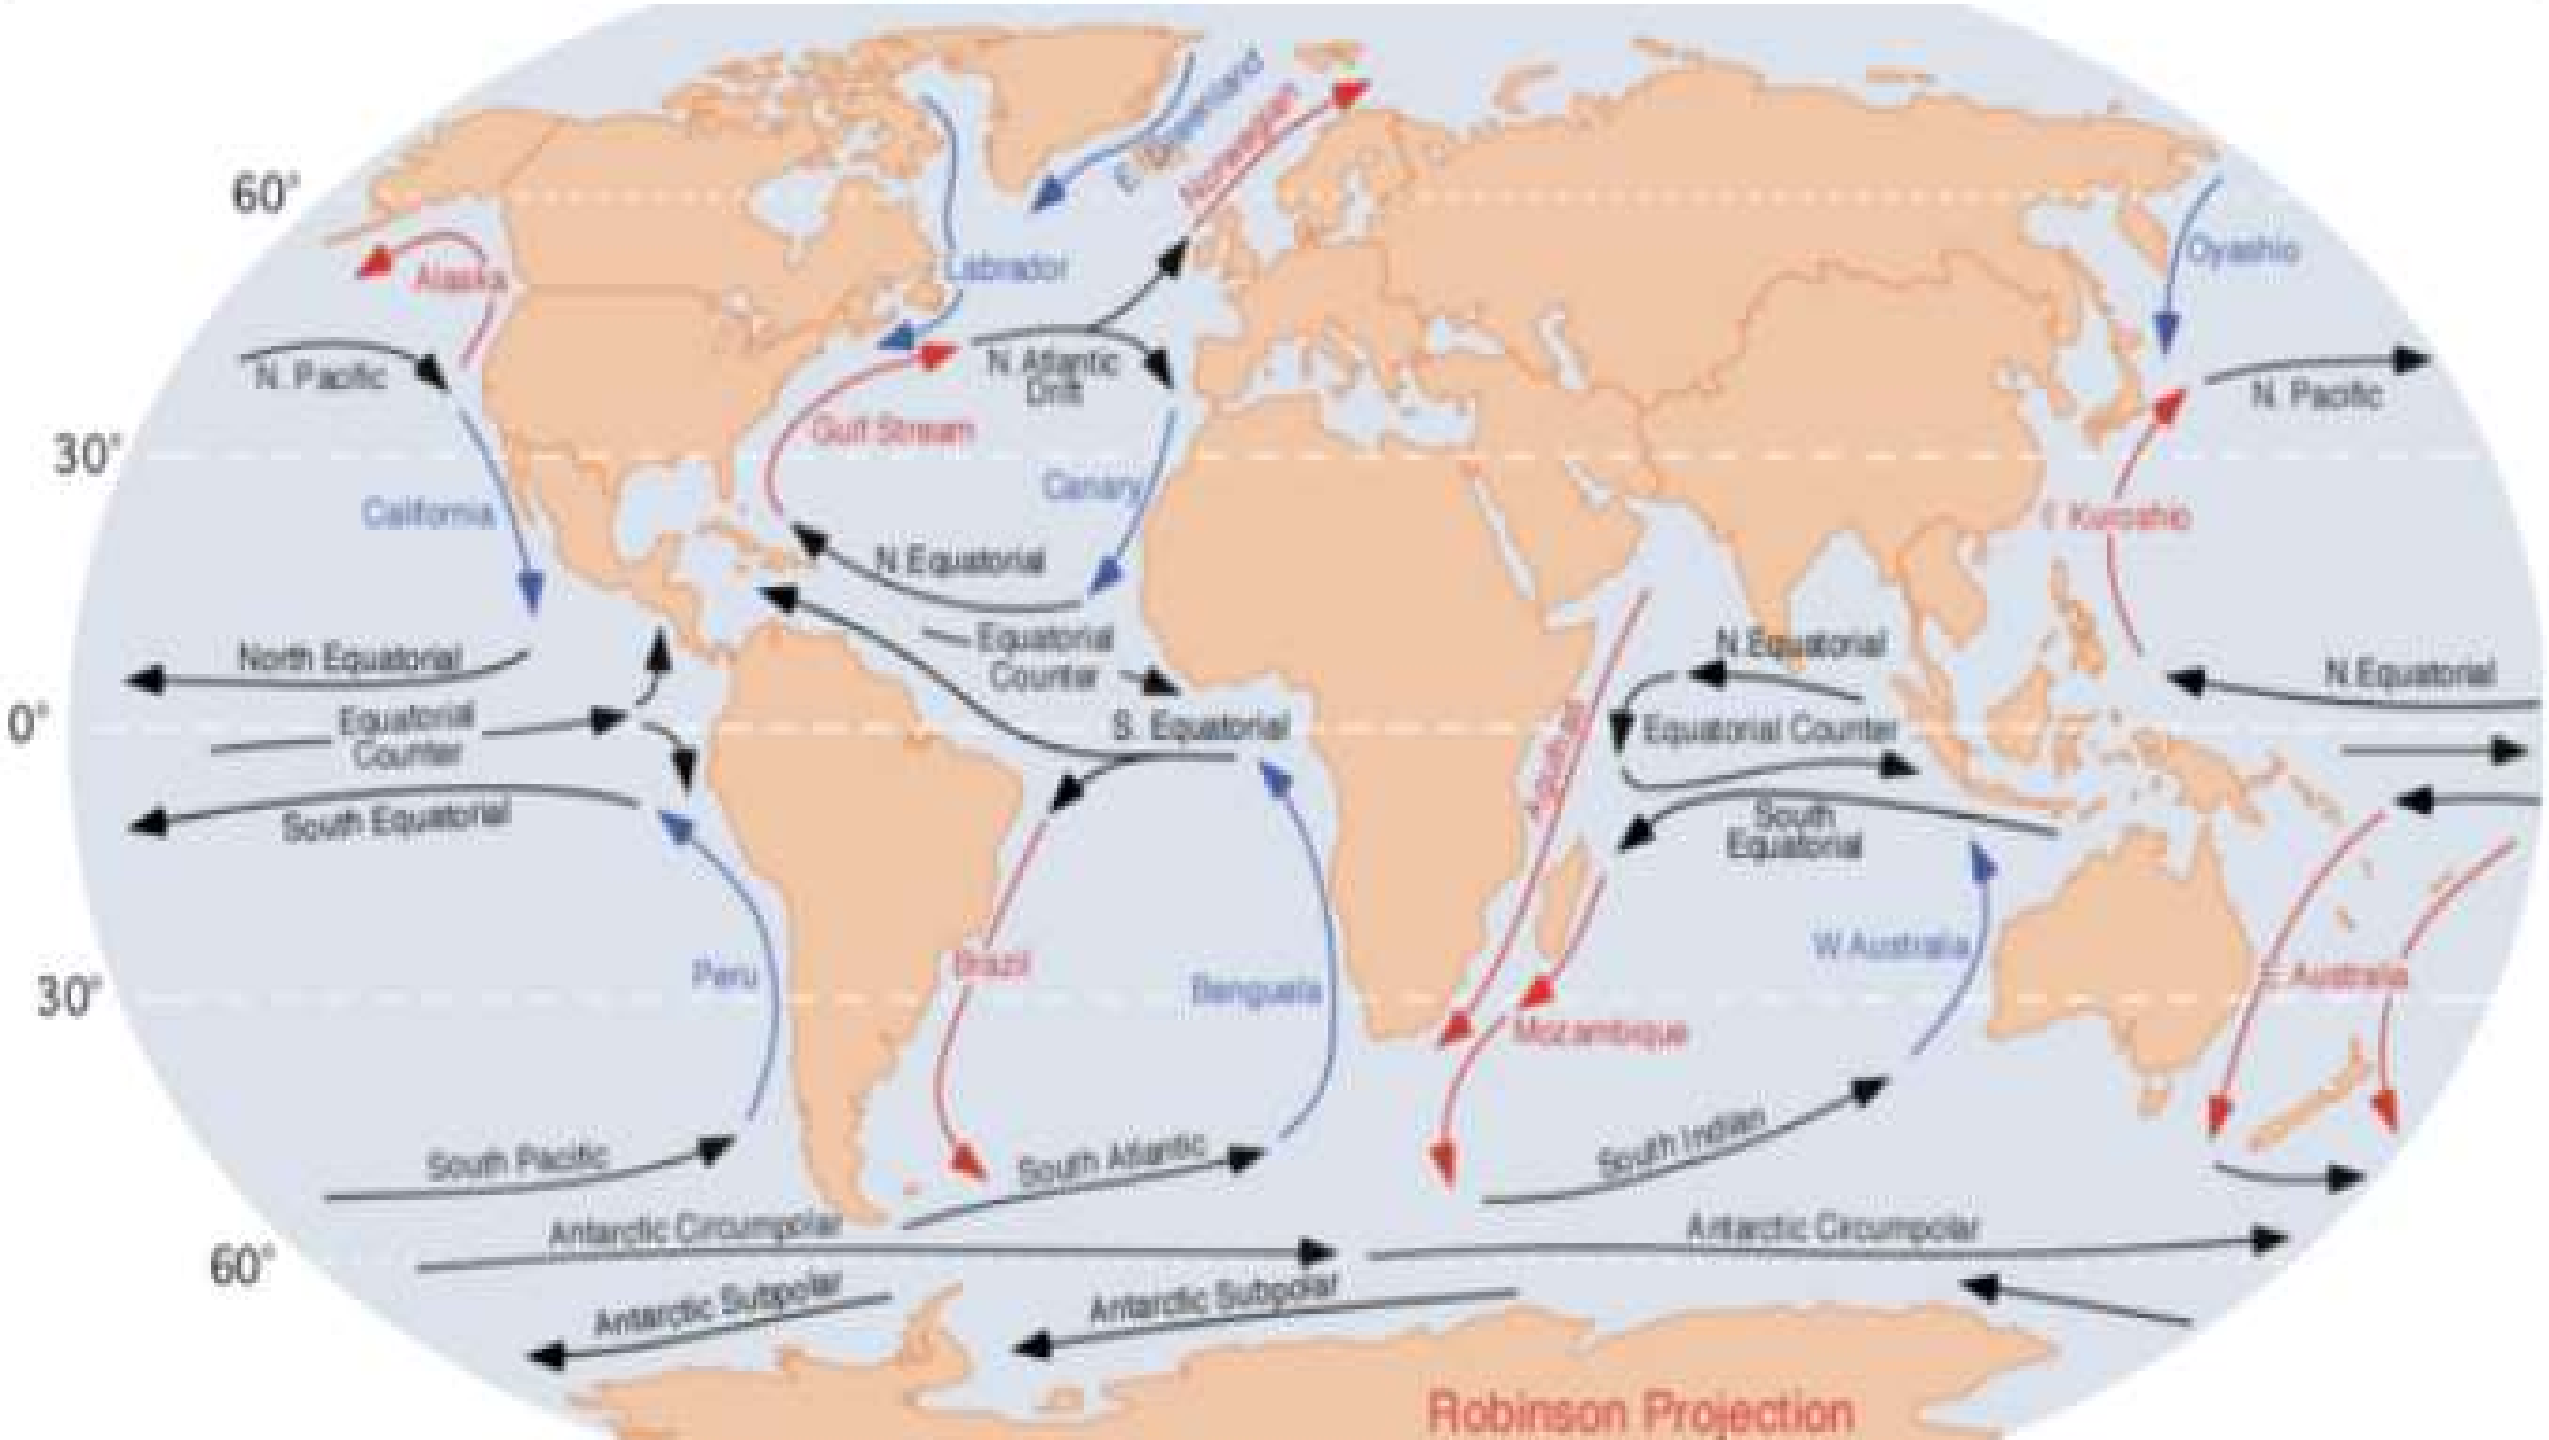 E. Greenland
Norwegian
60°
Labrador
Oyashio
Alaska
N. Pacific
N. Atlantic
Drift
N. Pacific
30°
Gulf Stream
Canary
California
Kuroshio
N. Equatorial
Equatorial
Counter
N. Equatorial
North Equatorial
N. Equatorial
0°
Equatorial
Counter
S. Equatorial
Equatorial Counter
Agulhas
South Equatorial
South
Equatorial
W. Australia
Peru
Brazil
Benguela
E. Australia
30°
Mozambique
South Pacific
South Atlantic
South Indian
Antarctic Circumpolar
Antarctic Circumpolar
60°
Antarctic Subpolar
Antarctic Subpolar
Robinson Projection